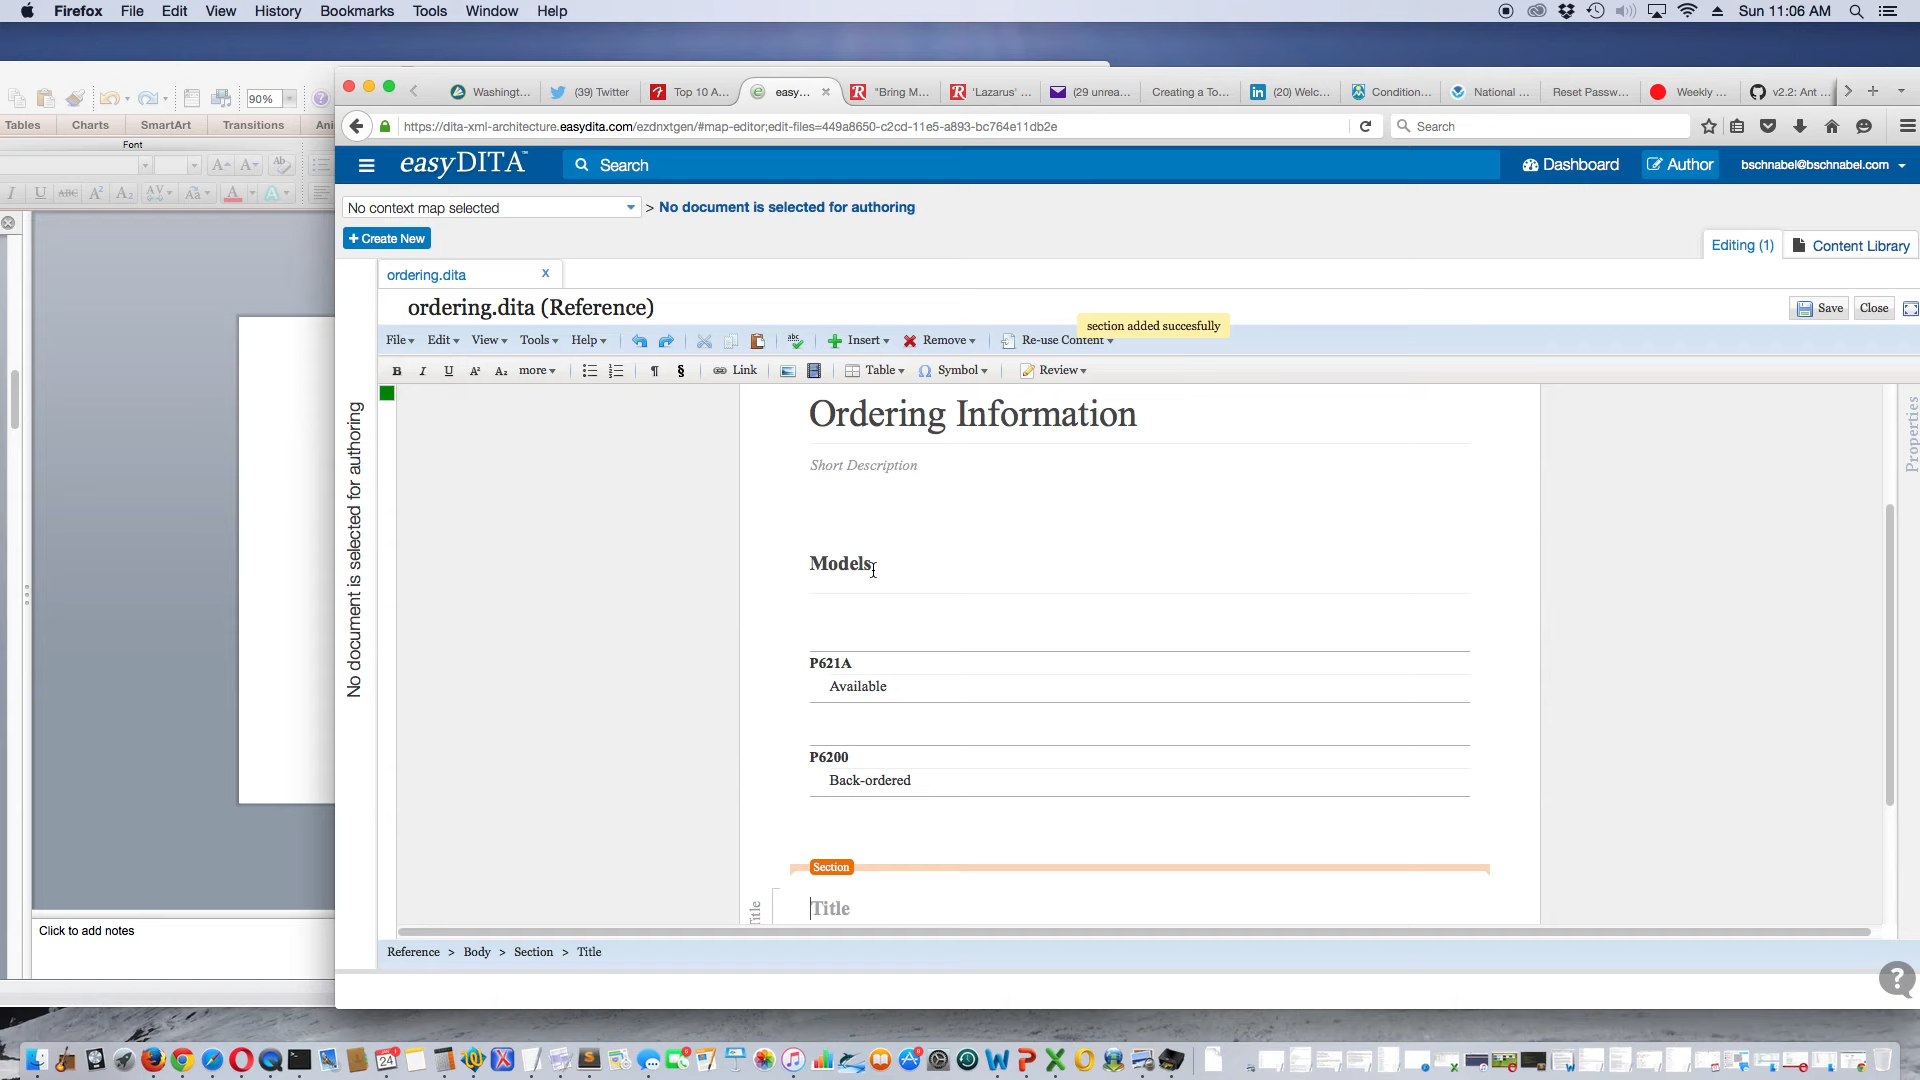 Firefox File Edit View History Bookmarks Tools Window Help Sun 11:06 AM
90%
Washingt... (39) Twitter Top 10 A... easy... "Bring M... 'Lazarus' ... (29 unrea... Creating a To... (20) Welc... Condition... National ... Reset Passw... Weekly ... v2.2: Ant ...
https://dita-xml-architecture.easydita.com/ezdnxtgen/#map-editor;edit-files=449a8650-c2cd-11e5-a893-bc764e11db2e Search
Tables Charts SmartArt Transitions Ani
Font
easyDITA Search Dashboard Author bschnabel@bschnabel.com
No context map selected > No document is selected for authoring
+ Create New
Editing (1) Content Library
ordering.dita x
ordering.dita (Reference) Save Close
section added succesfully
File Edit View Tools Help Insert Remove Re-use Content
B I U A² A₂ more ¶ § Link Table Symbol Review
No document is selected for authoring
Properties
Ordering Information
Short Description
Models
P621A
Available
P6200
Back-ordered
Section
Title
Title
Click to add notes
Reference > Body > Section > Title